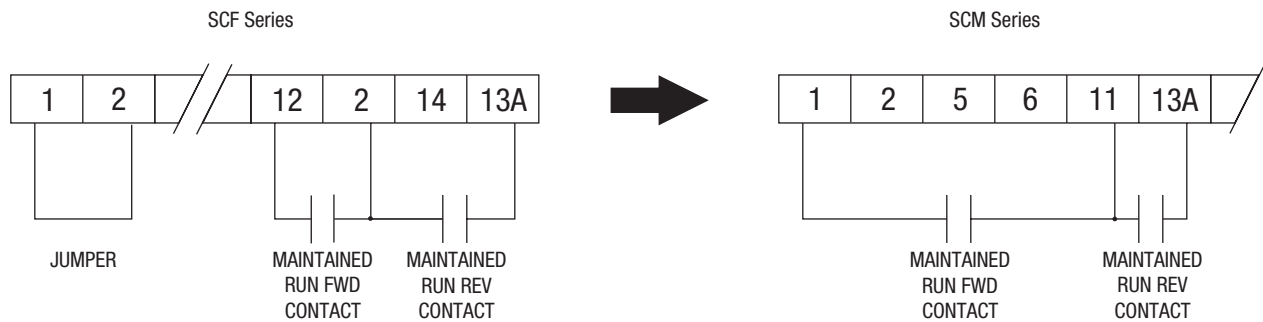 SCF Series
SCM Series
1 2 12 2 14 13A
1 2 5 6 11 13A
JUMPER
MAINTAINED
RUN FWD
CONTACT
MAINTAINED
RUN REV
CONTACT
MAINTAINED
RUN FWD
CONTACT
MAINTAINED
RUN REV
CONTACT